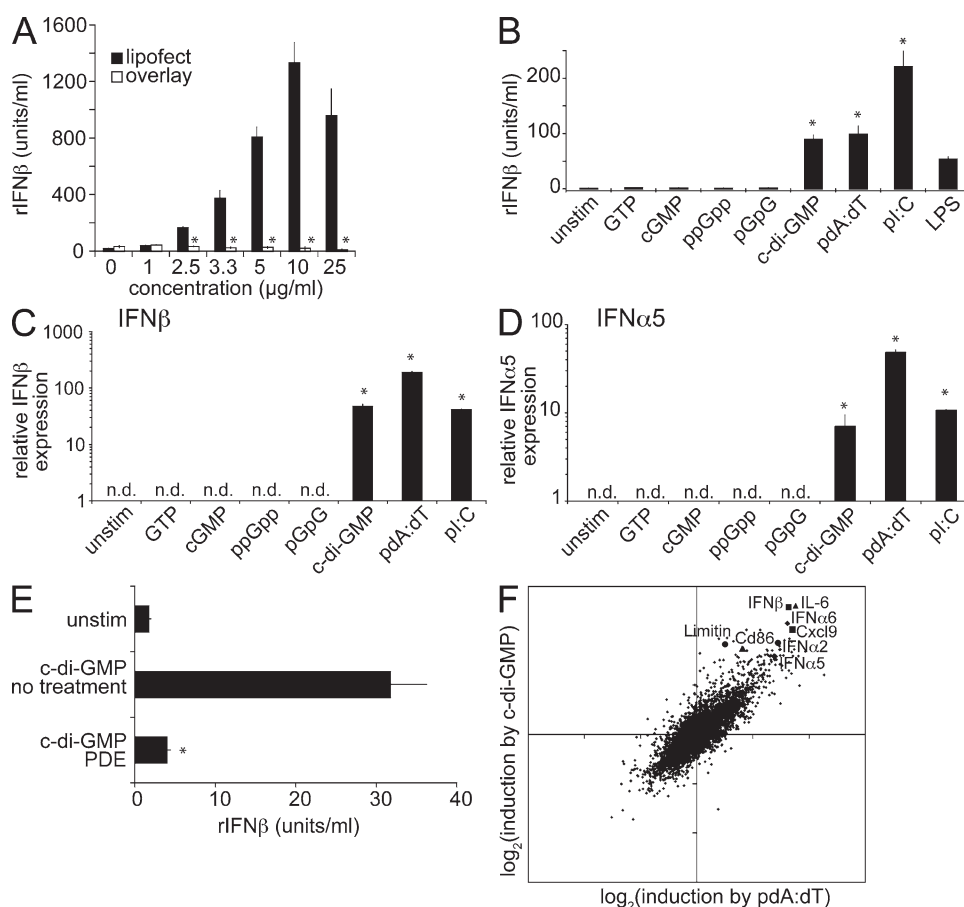 A
rIFNβ (units/ml)
1600
1200
800
400
0
lipofect
overlay
* * * * *
0 1 2.5 3.3 5 10 25
concentration (µg/ml)
B
rIFNβ (units/ml)
200
100
0
* * *
unstim GTP cGMP ppGpp pGpG c-di-GMP pdA:dT pI:C LPS
C
IFNβ
relative IFNβ
expression
1000
100
10
1
n.d. n.d. n.d. n.d. n.d. * * *
unstim GTP cGMP ppGpp pGpG c-di-GMP pdA:dT pI:C
D
IFNα5
relative IFNα5
expression
100
10
1
n.d. n.d. n.d. n.d. n.d. * * *
unstim GTP cGMP ppGpp pGpG c-di-GMP pdA:dT pI:C
E
unstim
c-di-GMP
no treatment
c-di-GMP
PDE
*
0 10 20 30 40
rIFNβ (units/ml)
F
log2(induction by c-di-GMP)
IFNβ IL-6
IFNα6
Cxcl9
Limitin Cd86 IFNα2
IFNα5
log2(induction by pdA:dT)